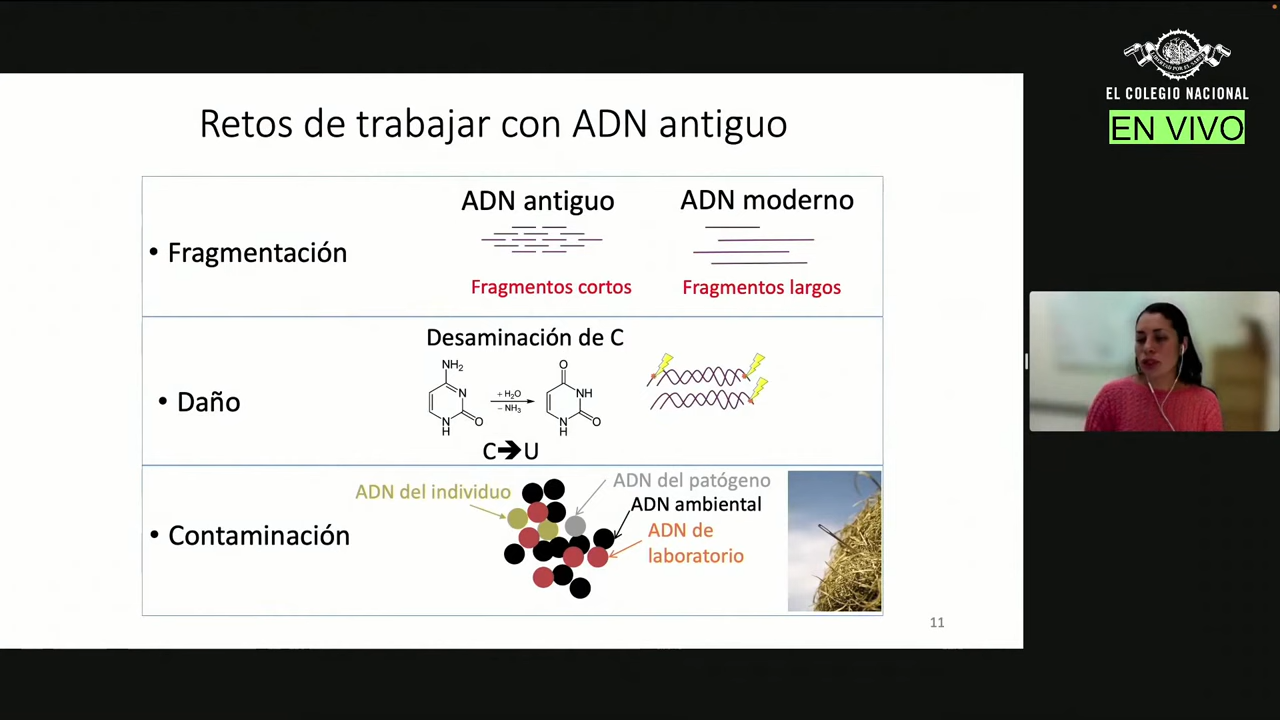 EL COLEGIO NACIONAL
EN VIVO
Retos de trabajar con ADN antiguo
ADN antiguo
ADN moderno
• Fragmentación
Fragmentos cortos
Fragmentos largos
Desaminación de C
• Daño
NH₂
N
N
H
O
+ H₂O
− NH₃
O
NH
N
H
O
C➔U
ADN del individuo
ADN del patógeno
ADN ambiental
ADN de
laboratorio
• Contaminación
11